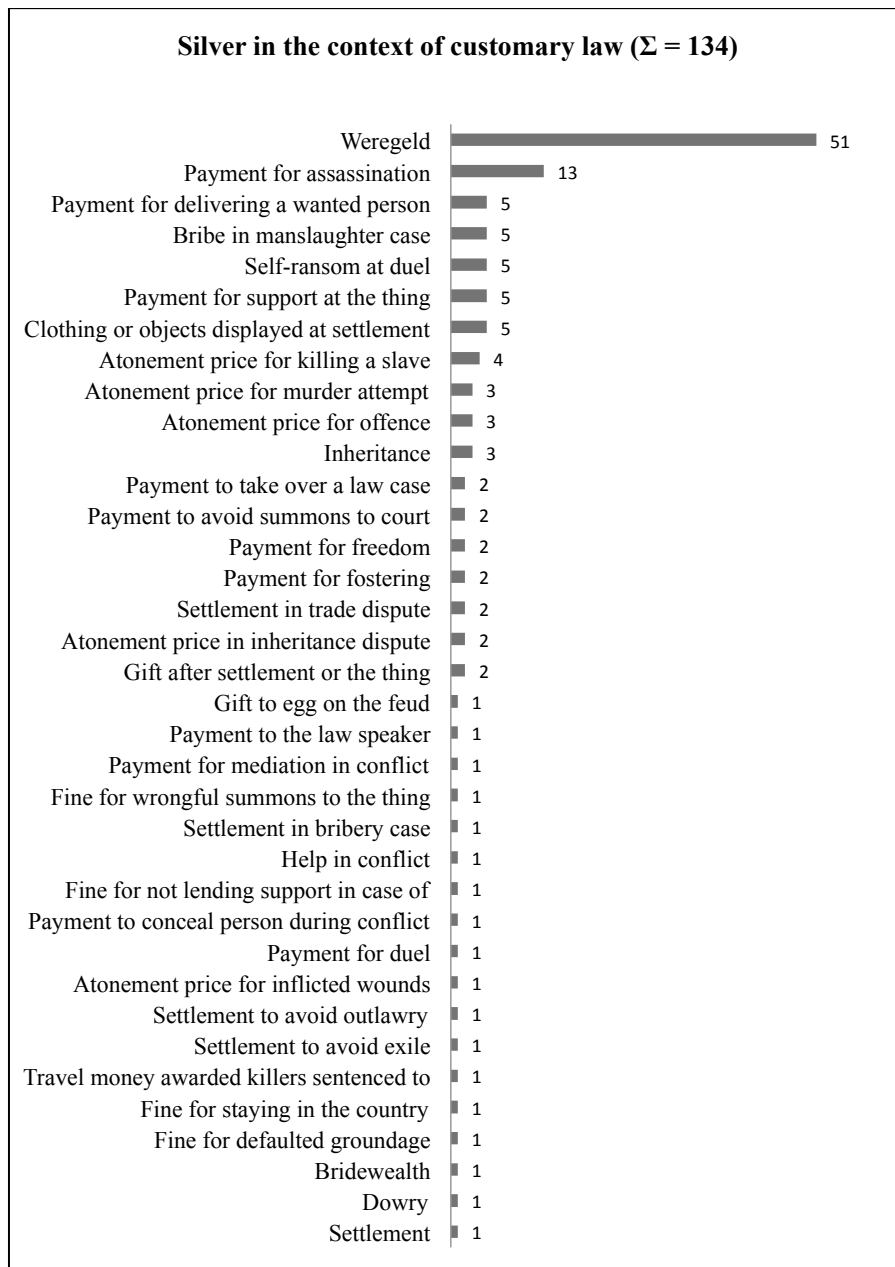 Silver in the context of customary law (Σ = 134)
Weregeld 51
Payment for assassination 13
Payment for delivering a wanted person 5
Bribe in manslaughter case 5
Self-ransom at duel 5
Payment for support at the thing 5
Clothing or objects displayed at settlement 5
Atonement price for killing a slave 4
Atonement price for murder attempt 3
Atonement price for offence 3
Inheritance 3
Payment to take over a law case 2
Payment to avoid summons to court 2
Payment for freedom 2
Payment for fostering 2
Settlement in trade dispute 2
Atonement price in inheritance dispute 2
Gift after settlement or the thing 2
Gift to egg on the feud 1
Payment to the law speaker 1
Payment for mediation in conflict 1
Fine for wrongful summons to the thing 1
Settlement in bribery case 1
Help in conflict 1
Fine for not lending support in case of 1
Payment to conceal person during conflict 1
Payment for duel 1
Atonement price for inflicted wounds 1
Settlement to avoid outlawry 1
Settlement to avoid exile 1
Travel money awarded killers sentenced to 1
Fine for staying in the country 1
Fine for defaulted groundage 1
Bridewealth 1
Dowry 1
Settlement 1